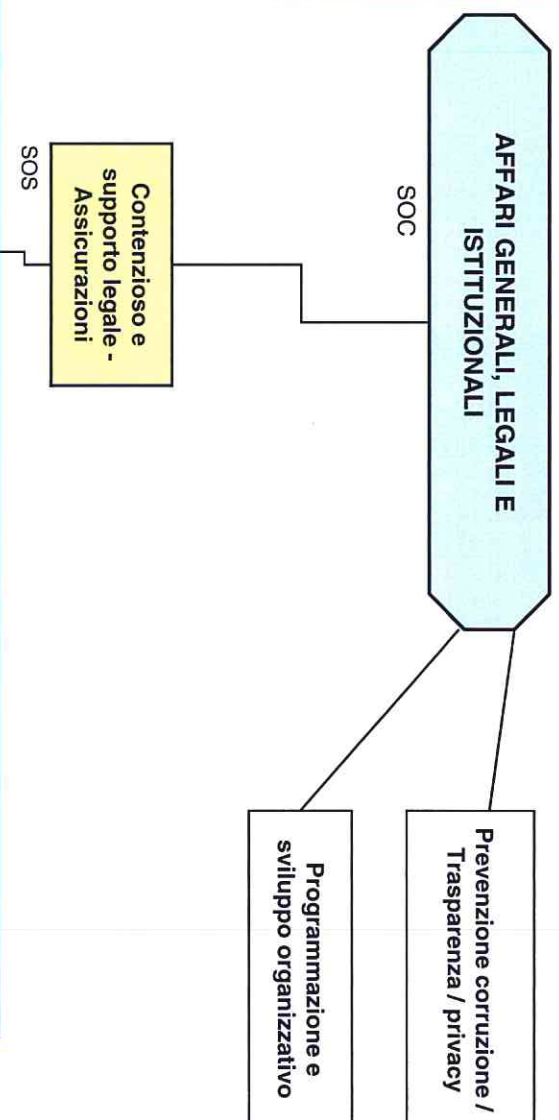 AFFARI GENERALI, LEGALI E
ISTITUZIONALI
SOC
Prevenzione corruzione /
Trasparenza / privacy
Programmazione e
sviluppo organizzativo
Contenzioso e
supporto legale -
Assicurazioni
SOS